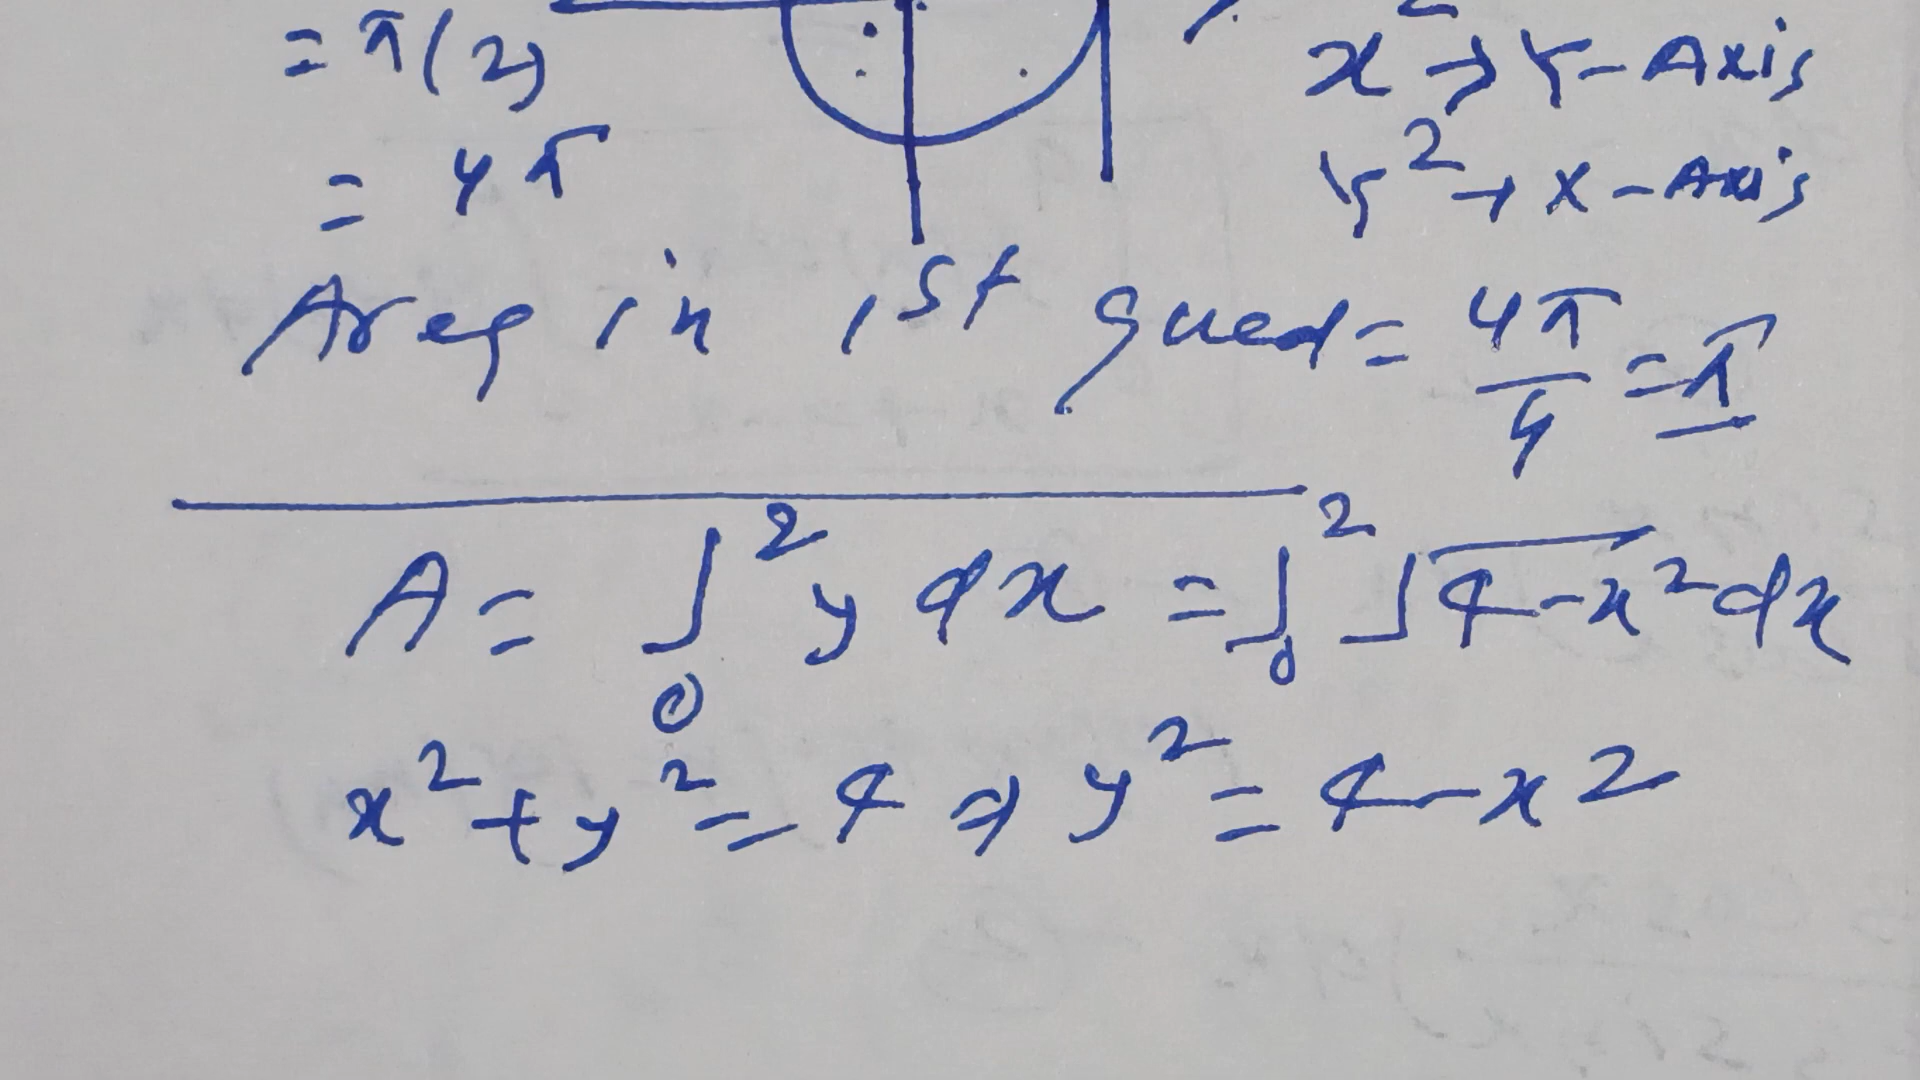 = π(2)
x² → Y-Axis
= 4π
Y² → X-Axis
Area in 1st quad = 4π/4 = π
A = ∫₀² y dx = ∫₀² √(4-x²) dx
x² + y² = 4 ⇒ y² = 4-x²